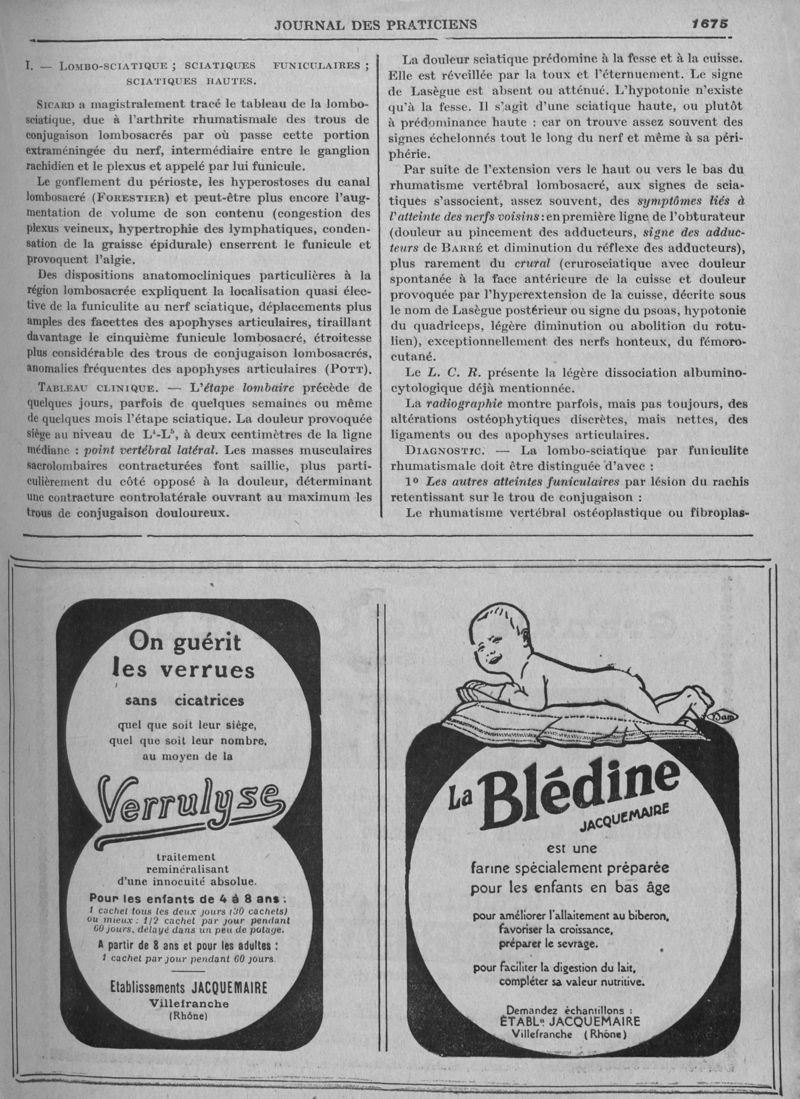 JOURNAL DES PRATICIENS
1675
I. — LOMBO-SCIATIQUE ; SCIATIQUES FUNICULAIRES ;
SCIATIQUES HAUTES.
SICARD a magistralement tracé le tableau de la lombo-
sciatique, due à l'arthrite rhumatismale des trous de
conjugaison lombosacrés par où passe cette portion
extraméningée du nerf, intermédiaire entre le ganglion
rachidien et le plexus et appelé par lui funicule.
Le gonflement du périoste, les hyperostoses du canal
lombosacré (FORESTIER) et peut-être plus encore l'aug-
mentation de volume de son contenu (congestion des
plexus veineux, hypertrophie des lymphatiques, conden-
sation de la graisse épidurale) enserrent le funicule et
provoquent l'algie.
Des dispositions anatomocliniques particulières à la
région lombosacrée expliquent la localisation quasi élec-
tive de la funiculite au nerf sciatique, déplacements plus
amples des facettes des apophyses articulaires, tiraillant
davantage le cinquième funicule lombosacré, étroitesse
plus considérable des trous de conjugaison lombosacrés,
anomalies fréquentes des apophyses articulaires (POTT).
TABLEAU CLINIQUE. — L'étape lombaire précède de
quelques jours, parfois de quelques semaines ou même
de quelques mois l'étape sciatique. La douleur provoquée
siège au niveau de L⁴-L⁵, à deux centimètres de la ligne
médiane : point vertébral latéral. Les masses musculaires
sacrolombaires contracturées font saillie, plus parti-
culièrement du côté opposé à la douleur, déterminant
une contracture controlatérale ouvrant au maximum les
trous de conjugaison douloureux.
La douleur sciatique prédomine à la fesse et à la cuisse.
Elle est réveillée par la toux et l'éternuement. Le signe
de Lasègue est absent ou atténué. L'hypotonie n'existe
qu'à la fesse. Il s'agit d'une sciatique haute, ou plutôt
à prédominance haute : car on trouve assez souvent des
signes échelonnés tout le long du nerf et même à sa péri-
phérie.
Par suite de l'extension vers le haut ou vers le bas du
rhumatisme vertébral lombosacré, aux signes de scia-
tiques s'associent, assez souvent, des symptômes liés à
l'atteinte des nerfs voisins : en première ligne de l'obturateur
(douleur au pincement des adducteurs, signe des adduc-
teurs de BARRÉ et diminution du réflexe des adducteurs),
plus rarement du crural (crurosciatique avec douleur
spontanée à la face antérieure de la cuisse et douleur
provoquée par l'hyperextension de la cuisse, décrite sous
le nom de Lasègue postérieur ou signe du psoas, hypotonie
du quadriceps, légère diminution ou abolition du rotu-
lien), exceptionnellement des nerfs honteux, du fémoro-
cutané.
Le L. C. R. présente la légère dissociation albumino-
cytologique déjà mentionnée.
La radiographie montre parfois, mais pas toujours, des
altérations ostéophytiques discrètes, mais nettes, des
ligaments ou des apophyses articulaires.
DIAGNOSTIC. — La lombo-sciatique par funiculite
rhumatismale doit être distinguée d'avec :
1º Les autres atteintes funiculaires par lésion du rachis
retentissant sur le trou de conjugaison :
Le rhumatisme vertébral ostéoplastique ou fibroplas-
On guérit
les verrues
sans cicatrices
quel que soit leur siège,
quel que soit leur nombre,
au moyen de la
Verrulyse
traitement
reminéralisant
d'une innocuité absolue.
Pour les enfants de 4 à 8 ans :
1 cachet tous les deux jours (30 cachets)
ou mieux : 1/2 cachet par jour pendant
60 jours, délayé dans un peu de potage.
A partir de 8 ans et pour les adultes :
1 cachet par jour pendant 60 jours.
Etablissements JACQUEMAIRE
Villefranche
(Rhône)
Dam
La Blédine
JACQUEMAIRE
est une
farine spécialement préparée
pour les enfants en bas âge
pour améliorer l'allaitement au biberon,
favoriser la croissance,
préparer le sevrage.
pour faciliter la digestion du lait,
compléter sa valeur nutritive.
Demandez échantillons :
ÉTABLts JACQUEMAIRE
Villefranche (Rhône)